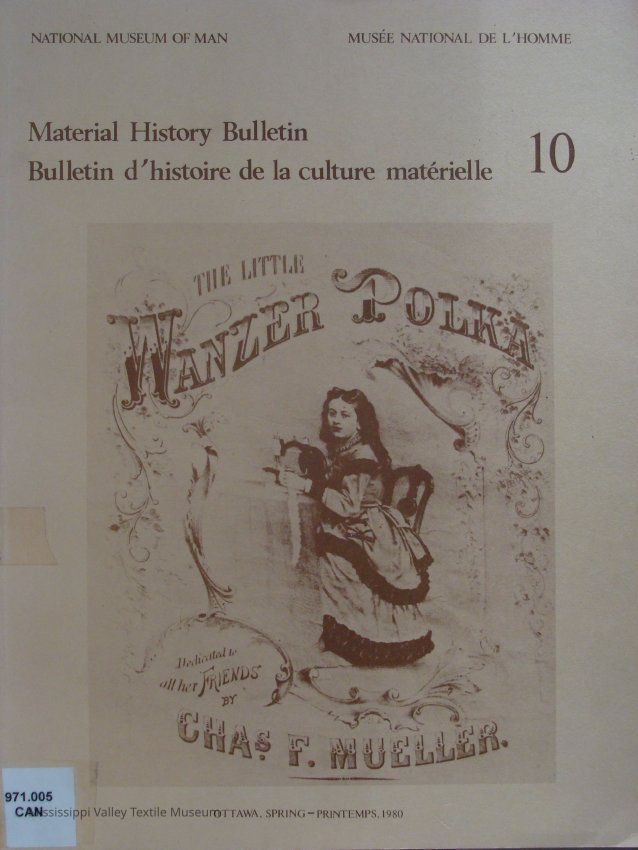 NATIONAL MUSEUM OF MAN
MUSÉE NATIONAL DE L'HOMME
Material History Bulletin
Bulletin d'histoire de la culture matérielle
10
THE LITTLE
WANZER POLKA
Dedicated to
all her FRIENDS
BY
CHAS F. MUELLER.
971.005
CAN
Mississippi Valley Textile Museum
OTTAWA, SPRING–PRINTEMPS, 1980